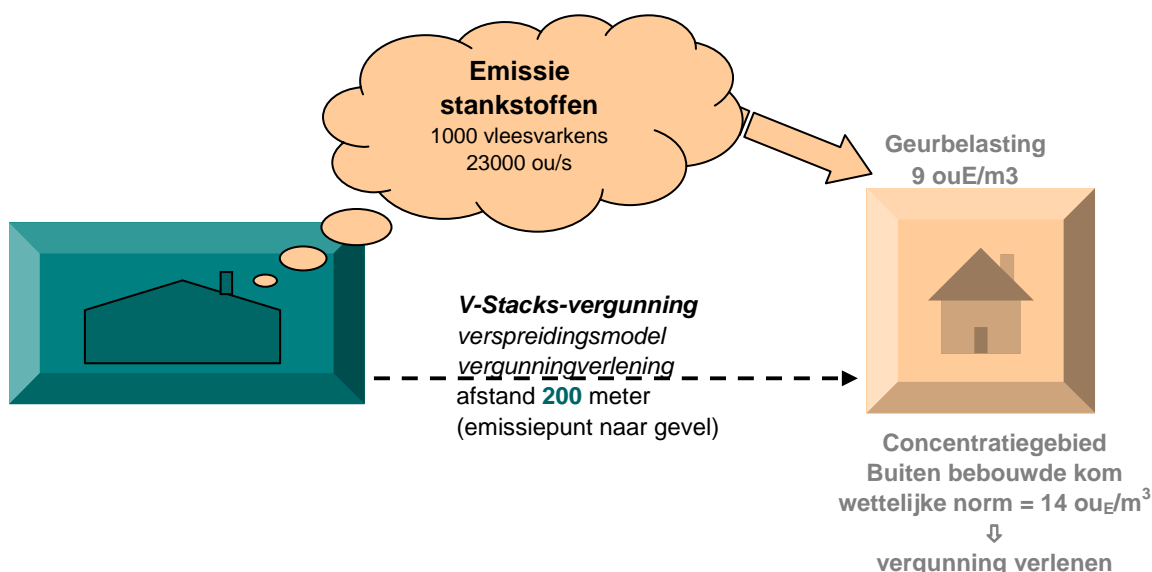 Emissie
stankstoffen
1000 vleesvarkens
23000 ou/s
Geurbelasting
9 ouE/m3
V-Stacks-vergunning
verspreidingsmodel
vergunningverlening
afstand 200 meter
(emissiepunt naar gevel)
Concentratiegebied
Buiten bebouwde kom
wettelijke norm = 14 ouE/m³
⇩
vergunning verlenen